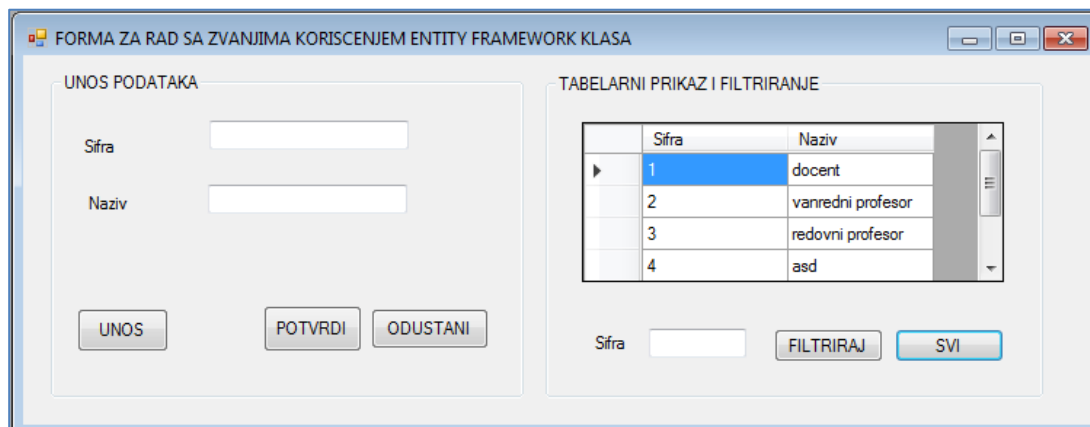 FORMA ZA RAD SA ZVANJIMA KORISCENJEM ENTITY FRAMEWORK KLASA
UNOS PODATAKA
Sifra
Naziv
UNOS
POTVRDI
ODUSTANI
TABELARNI PRIKAZ I FILTRIRANJE
Sifra Naziv
1 docent
2 vanredni profesor
3 redovni profesor
4 asd
Sifra
FILTRIRAJ
SVI